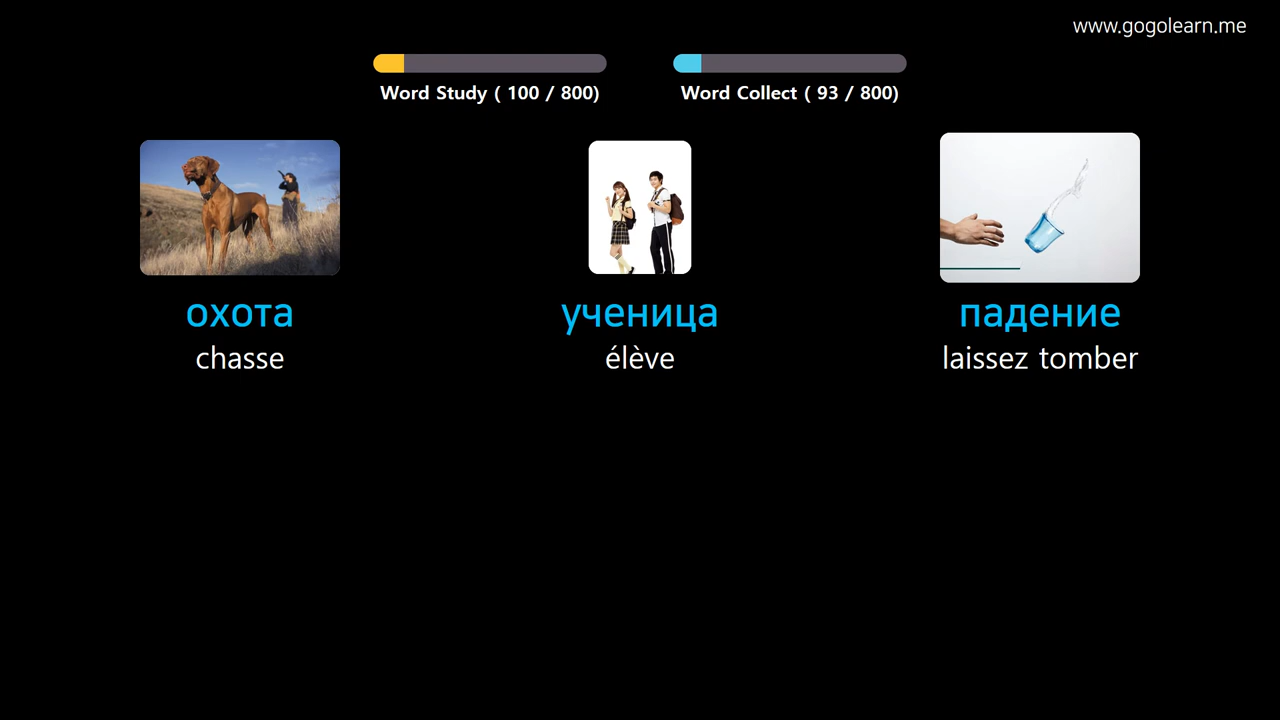 www.gogolearn.me
Word Study ( 100 / 800)
Word Collect ( 93 / 800)
охота
ученица
падение
chasse
élève
laissez tomber